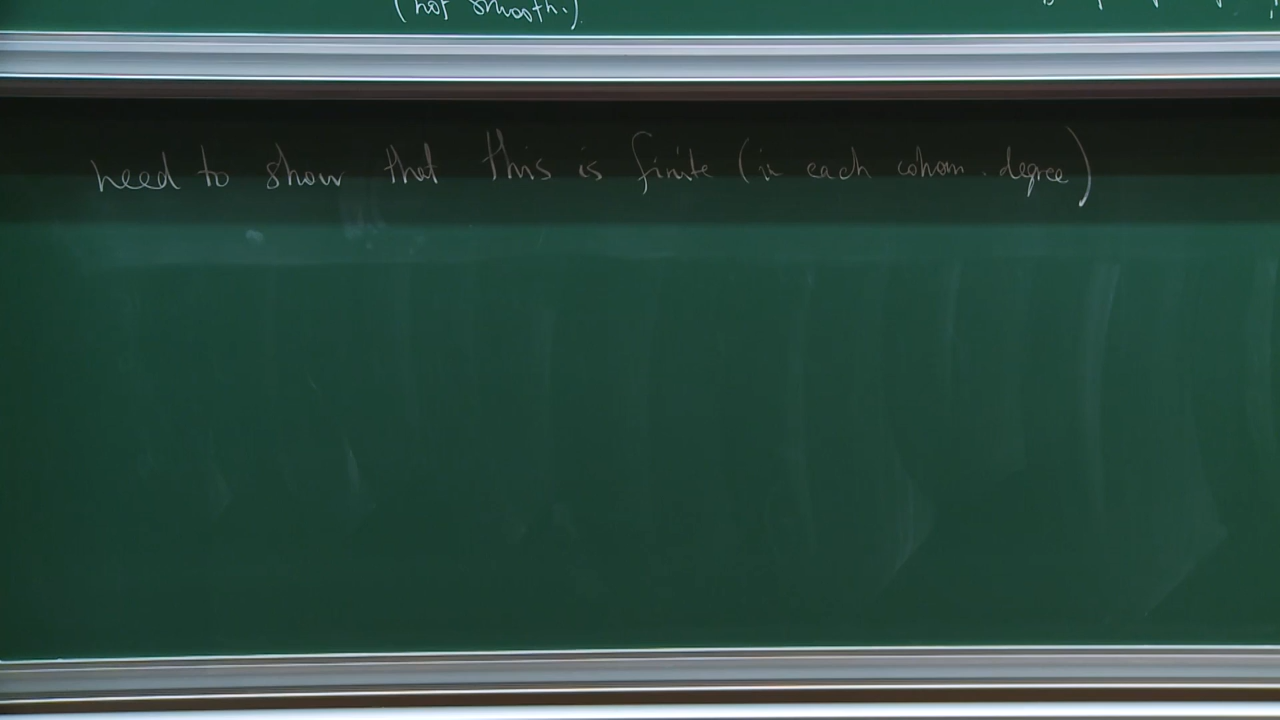 (not smooth.)
need to show that this is finite (in each cohom. degree)